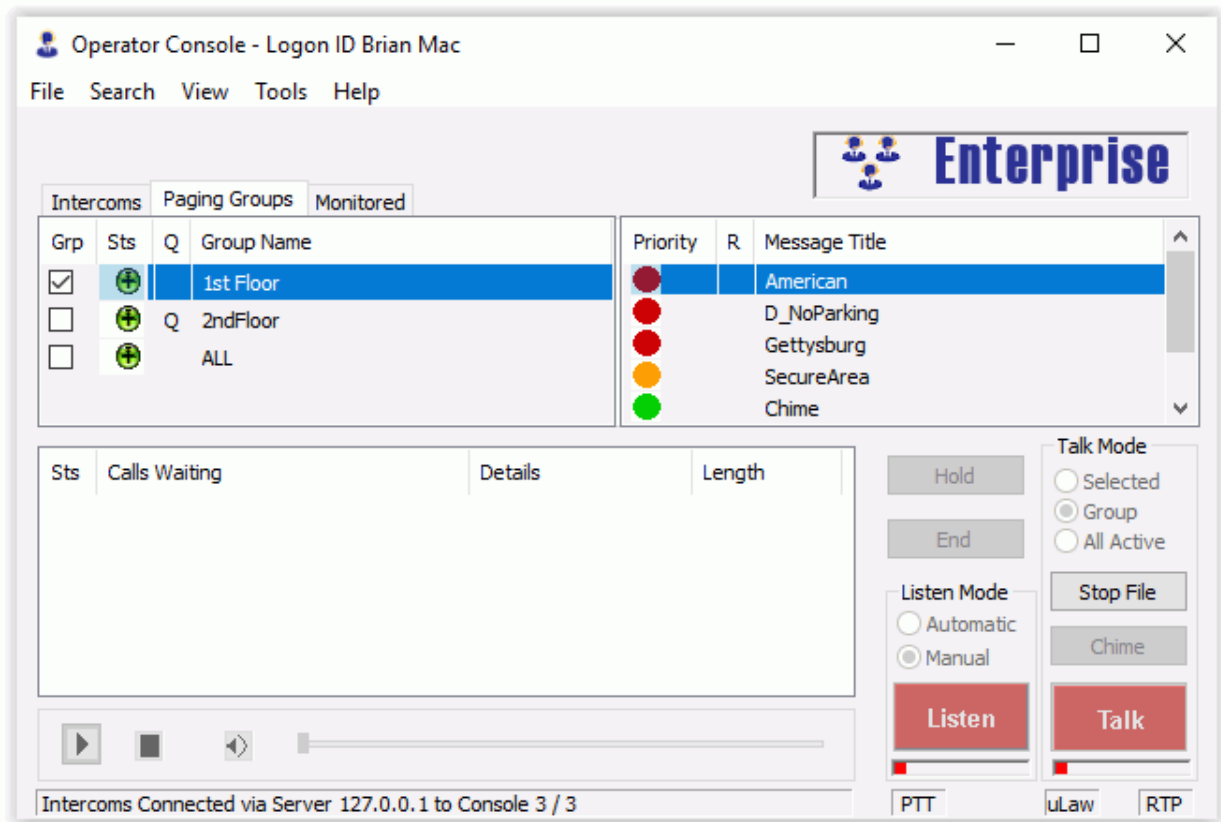 Operator Console - Logon ID Brian Mac
File Search View Tools Help
Enterprise
Intercoms Paging Groups Monitored
Grp Sts Q Group Name
1st Floor
Q 2ndFloor
ALL
Priority R Message Title
American
D_NoParking
Gettysburg
SecureArea
Chime
Sts Calls Waiting Details Length
Hold
End
Talk Mode
Selected
Group
All Active
Stop File
Chime
Talk
Listen Mode
Automatic
Manual
Listen
Intercoms Connected via Server 127.0.0.1 to Console 3 / 3
PTT uLaw RTP